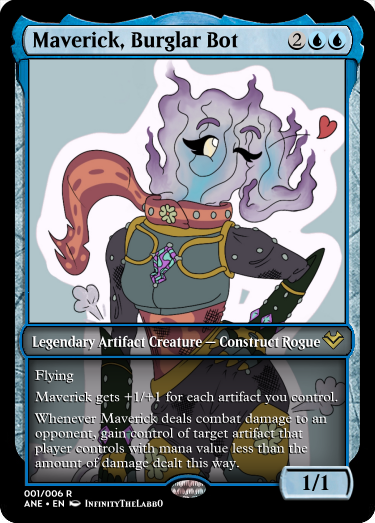 Maverick, Burglar Bot 2
Legendary Artifact Creature — Construct Rogue
Flying
Maverick gets +1/+1 for each artifact you control.
Whenever Maverick deals combat damage to an
opponent, gain control of target artifact that
player controls with mana value less than the
amount of damage dealt this way.
1/1
001/006 R
ANE • EN InfinityTheLabb0